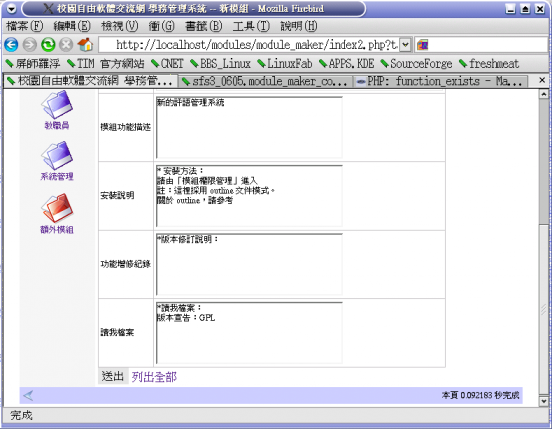 校園自由軟體交流網 學務管理系統 -- 新模組 - Mozilla Firebird
檔案(F) 編輯(E) 檢視(V) 衝(G) 書籤(B) 工具(T) 說明(H)
http://localhost/modules/module_maker/index2.php?t
屏師羅浮 TIM 官方網站 CNET BBS_Linux LinuxFab APPS.KDE SourceForge freshmeat
校園自由軟體交流網 學務管... sfs3_0605.module_maker_co... PHP: function_exists - Ma...
教職員
系統管理
額外模組
模組功能描述
新的評語管理系統
安裝說明
* 安裝方法：
請由「模組權限管理」進入
註：這裡採用 outline 文件模式。
關於 outline，請參考
功能增修紀錄
*版本修訂說明：
讀我檔案
*讀我檔案：
版本宣告：GPL
送出 列出全部
本頁 0.092183 秒完成
完成